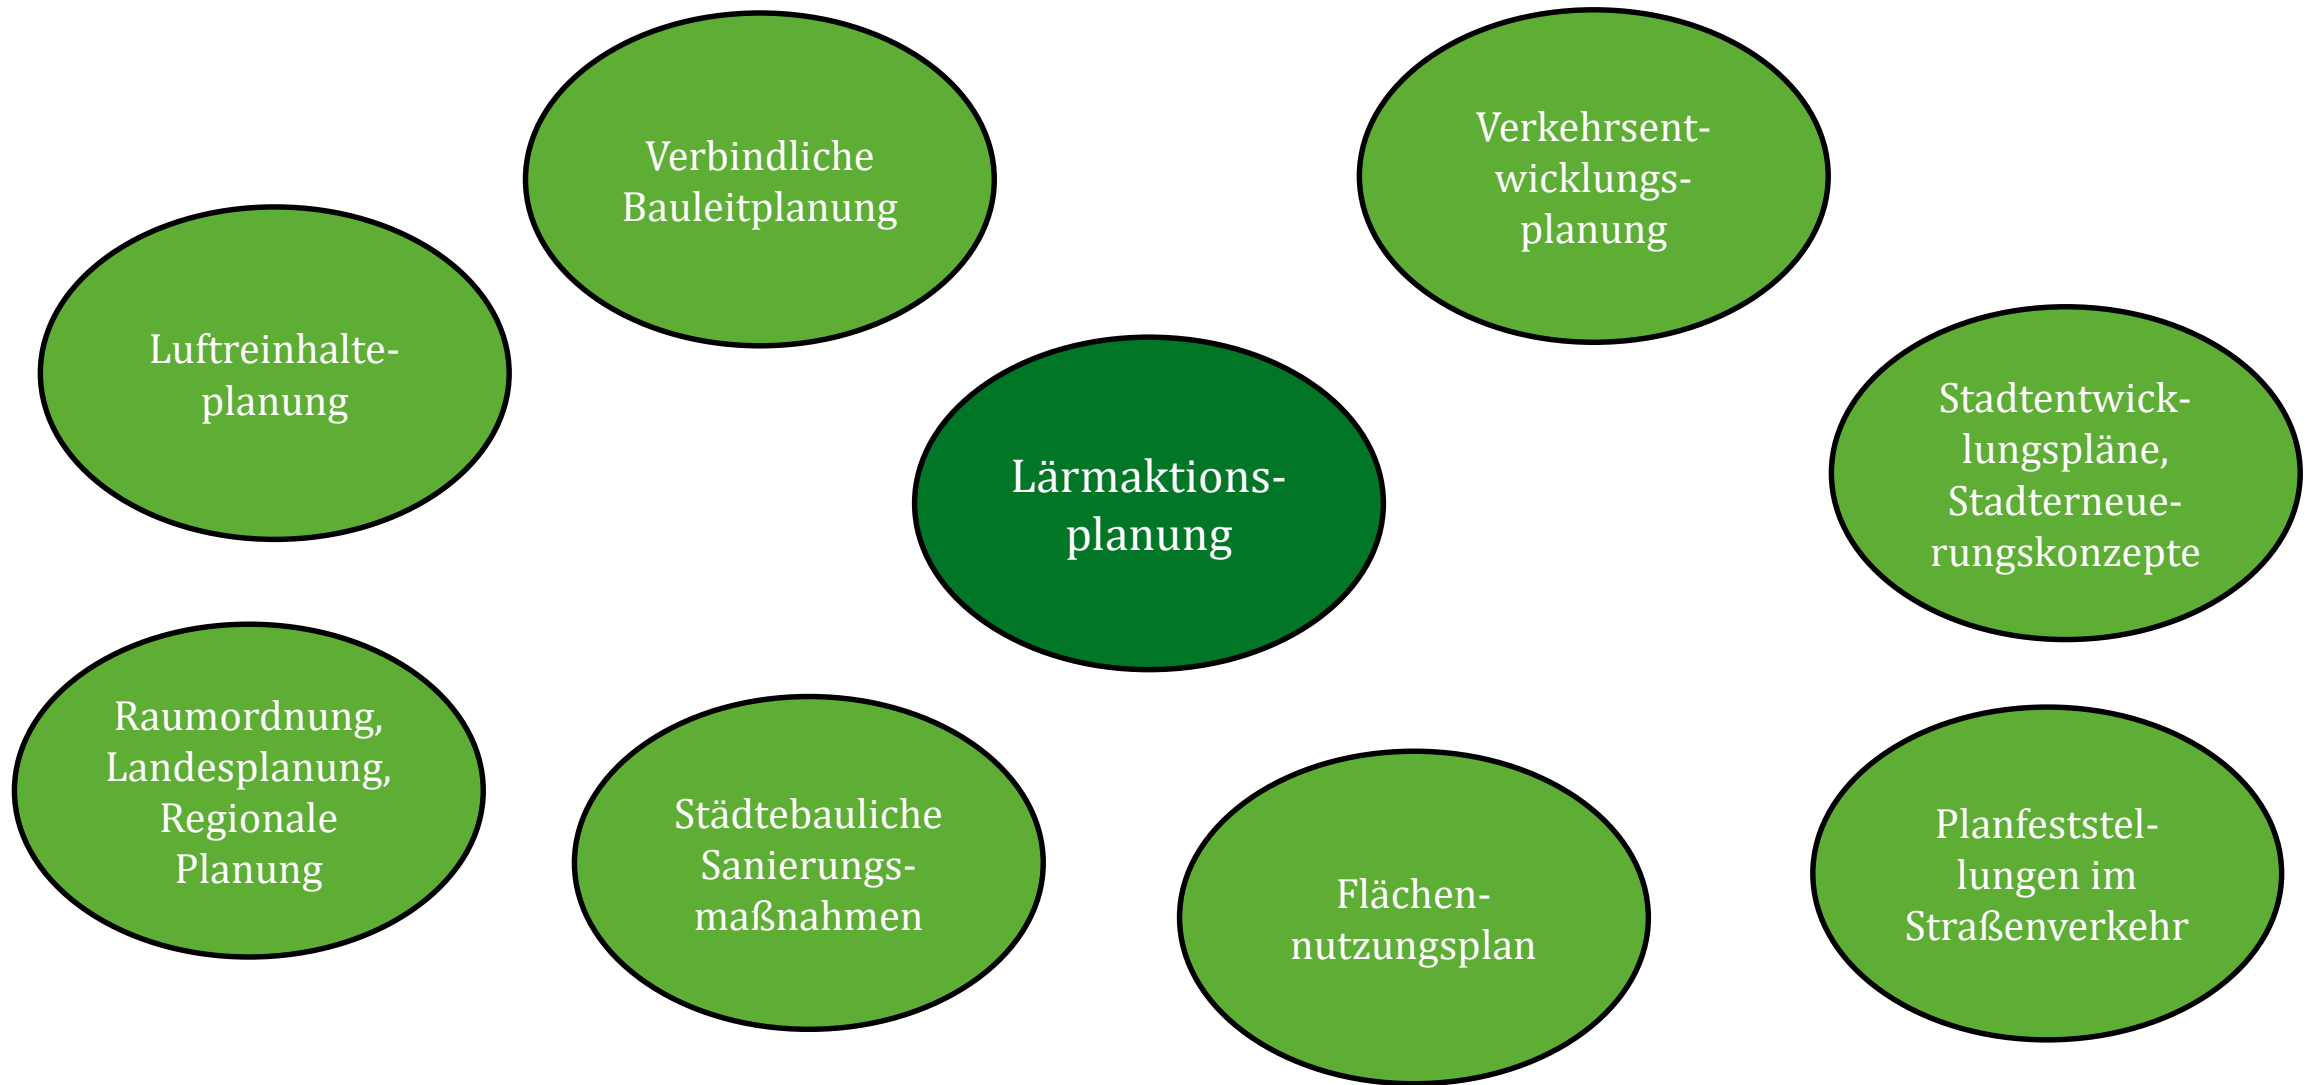 Verbindliche
Bauleitplanung
Verkehrsent-
wicklungs-
planung
Luftreinhalte-
planung
Lärmaktions-
planung
Stadtentwick-
lungspläne,
Stadterneue-
rungskonzepte
Raumordnung,
Landesplanung,
Regionale
Planung
Städtebauliche
Sanierungs-
maßnahmen
Flächen-
nutzungsplan
Planfeststel-
lungen im
Straßenverkehr